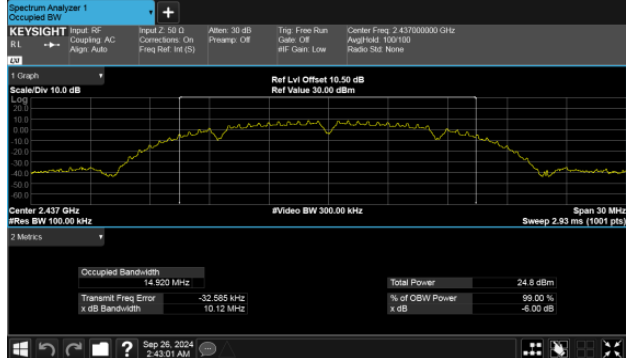 Spectrum Analyzer 1
Occupied BW
KEYSIGHT Input: RF Input Z: 50 Ω Atten: 30 dB Trig: Free Run Center Freq: 2.437000000 GHz
RL Coupling: AC Corrections: On Preamp: Off Gate: Off Avg|Hold: 100/100
Align: Auto Freq Ref: Int (S) #IF Gain: Low Radio Std: None
LXI
1 Graph Ref Lvl Offset 10.50 dB
Scale/Div 10.0 dB Ref Value 30.00 dBm
Log
20.0
10.0
0.00
-10.0
-20.0
-30.0
-40.0
-50.0
-60.0
Center 2.437 GHz #Video BW 300.00 kHz Span 30 MHz
#Res BW 100.00 kHz Sweep 2.93 ms (1001 pts)
2 Metrics
Occupied Bandwidth
14.920 MHz Total Power 24.8 dBm
Transmit Freq Error -32.585 kHz % of OBW Power 99.00 %
x dB Bandwidth 10.12 MHz x dB -6.00 dB
? Sep 26, 2024
2:43:01 AM